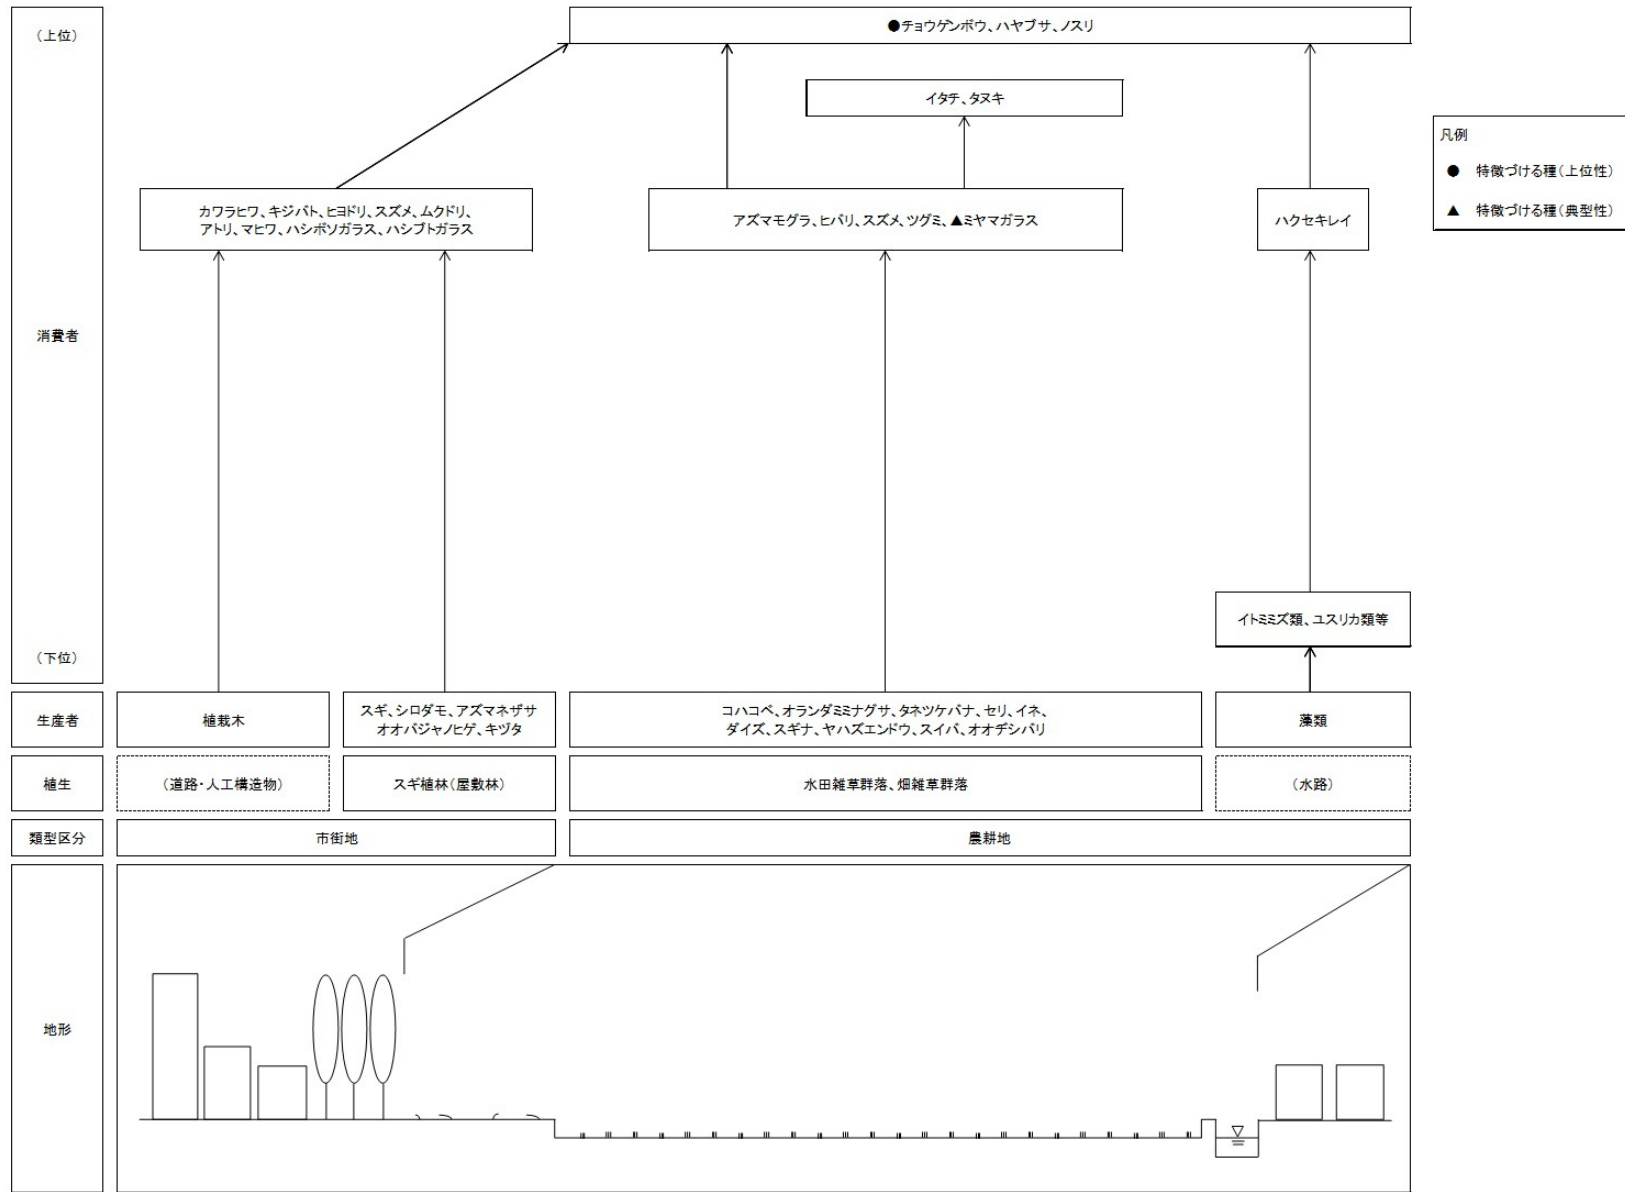 (上位)
●チョウゲンボウ、ハヤブサ、ノスリ
イタチ、タヌキ
凡例
● 特徴づける種(上位性)
▲ 特徴づける種(典型性)
カワラヒワ、キジバト、ヒヨドリ、スズメ、ムクドリ、
アトリ、マヒワ、ハシボソガラス、ハシブトガラス
アズマモグラ、ヒバリ、スズメ、ツグミ、▲ミヤマガラス
ハクセキレイ
消費者
イトミミズ類、ユスリカ類等
(下位)
生産者
植栽木
スギ、シロダモ、アズマネザサ
オオバジャノヒゲ、キヅタ
コハコベ、オランダミミナグサ、タネツケバナ、セリ、イネ、
ダイズ、スギナ、ヤハズエンドウ、スイバ、オオヂシバリ
藻類
植生
(道路・人工構造物)
スギ植林(屋敷林)
水田雑草群落、畑雑草群落
(水路)
類型区分
市街地
農耕地
地形